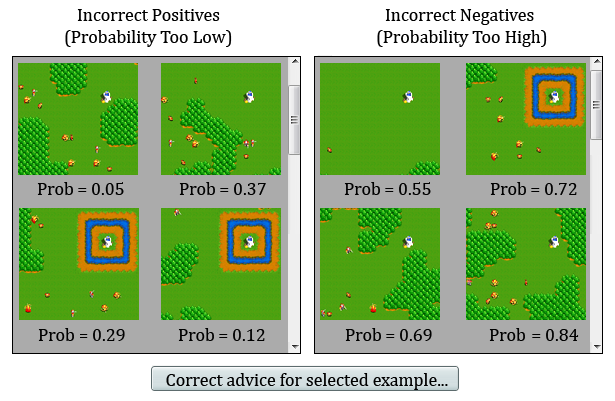 Incorrect Positives
(Probability Too Low)
Incorrect Negatives
(Probability Too High)
Prob = 0.05
Prob = 0.37
Prob = 0.55
Prob = 0.72
Prob = 0.29
Prob = 0.12
Prob = 0.69
Prob = 0.84
Correct advice for selected example...